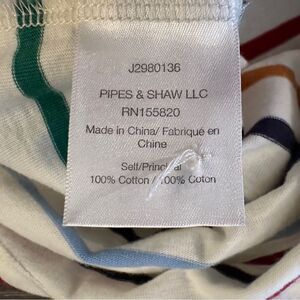 J2980136
PIPES & SHAW LLC
RN155820
Made in China/ Fabriqué en
Chine
Self/Principal
100% Cotton / 100% Coton